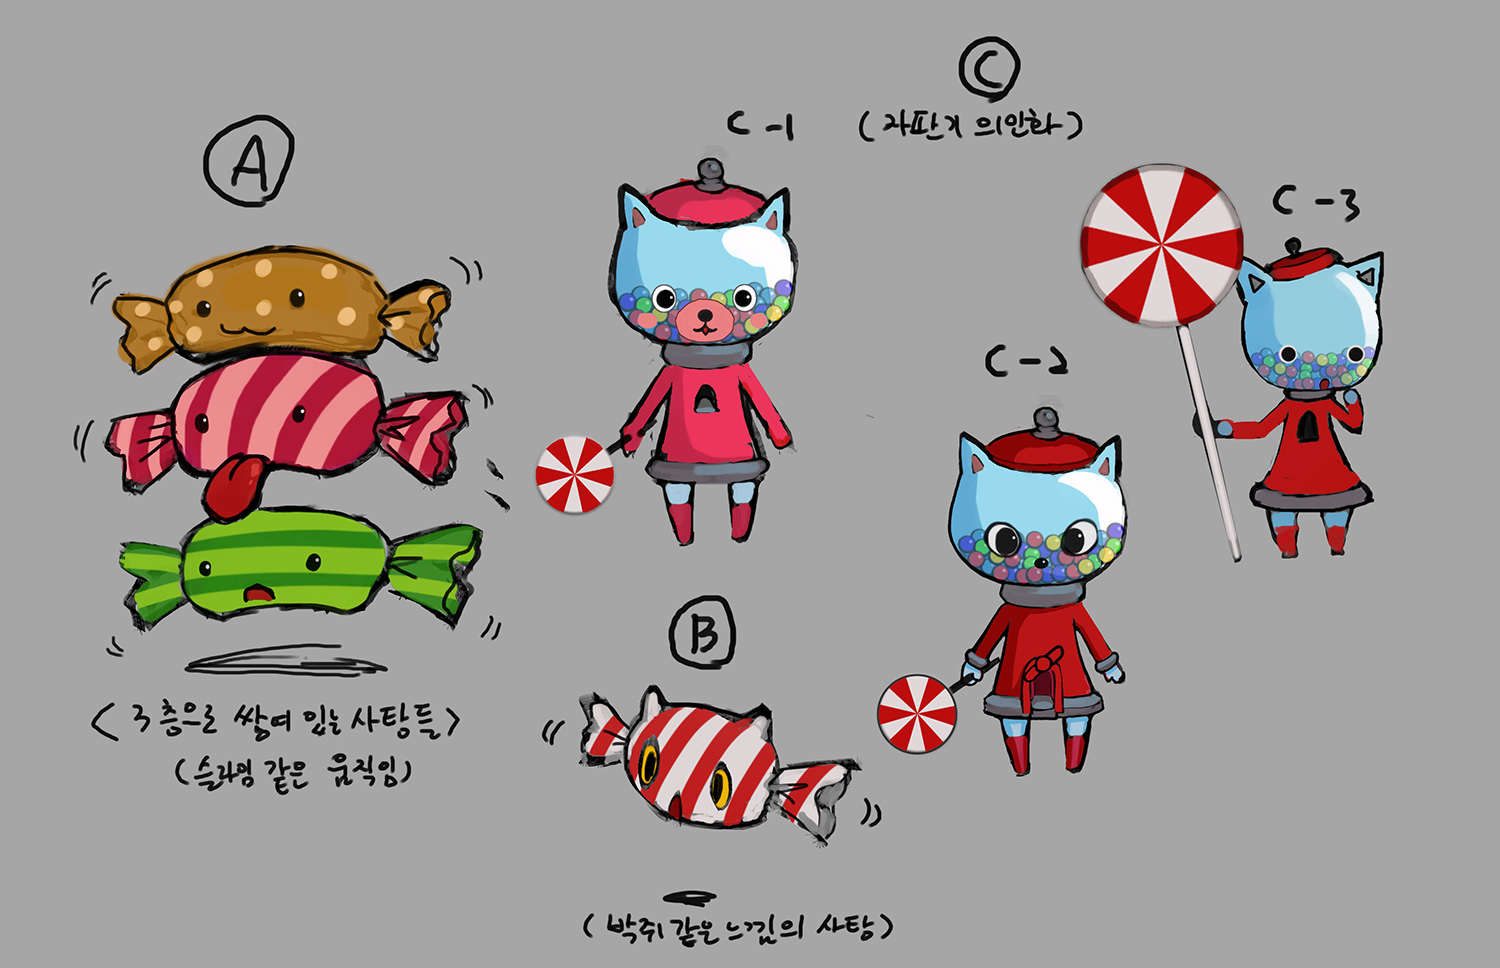 A
<3층으로 쌓여 있는 사탕들>
(슬라임 같은 움직임)
B
(박쥐 같은 느낌의 사탕)
C
(자판기 의인화)
C-1
C-2
C-3